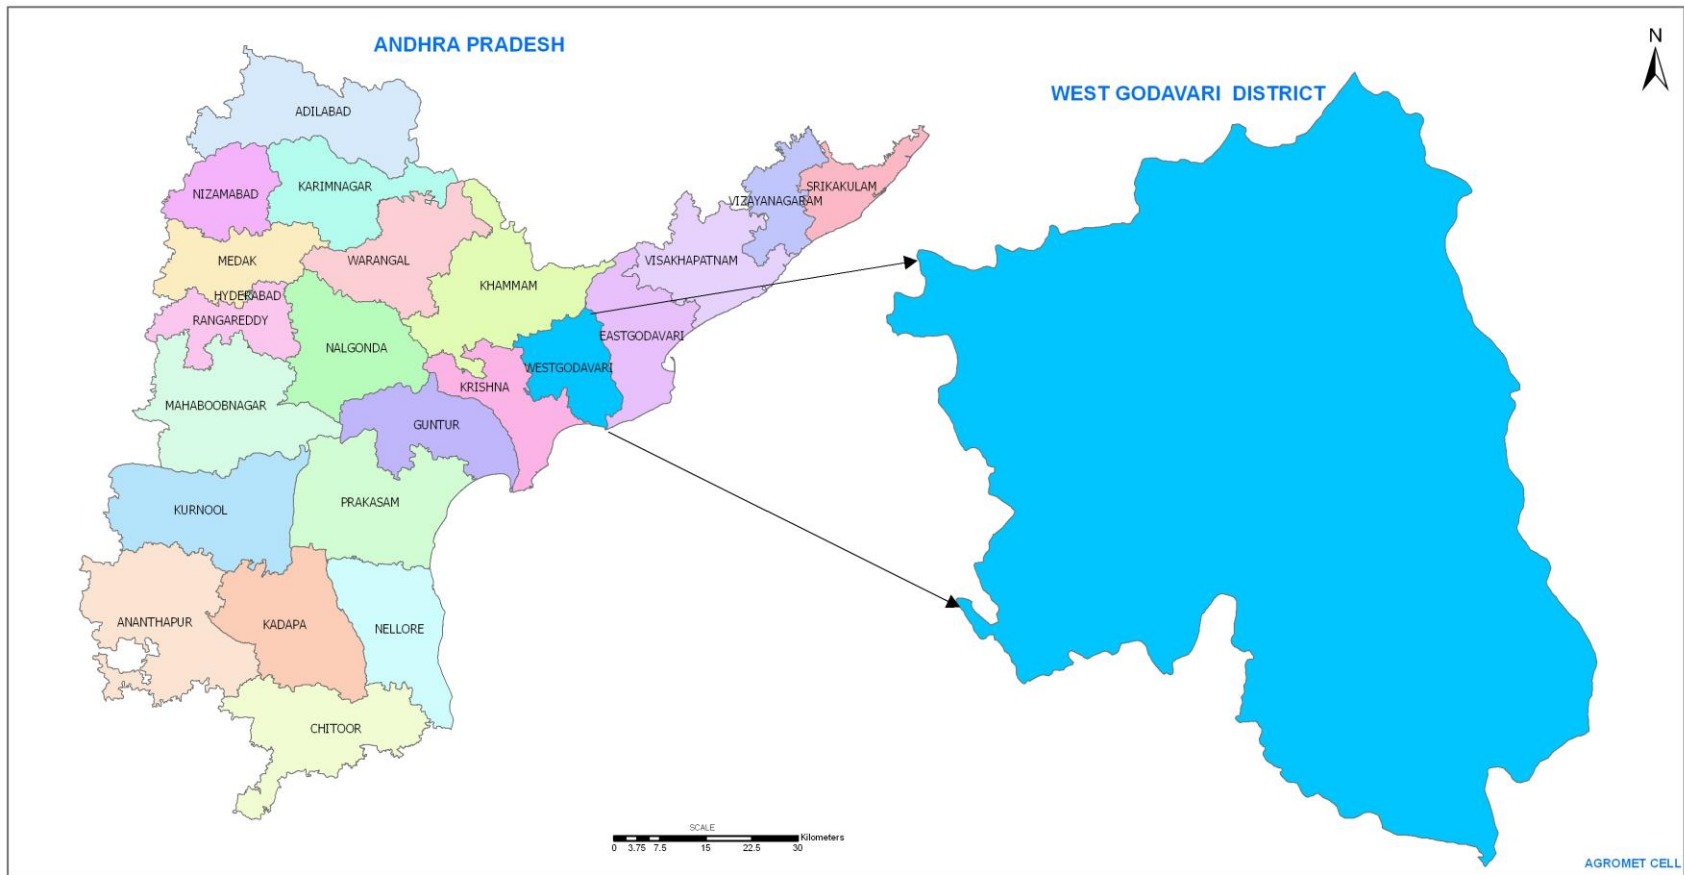 ANDHRA PRADESH
N
WEST GODAVARI DISTRICT
ADILABAD
NIZAMABAD
KARIMNAGAR
SRIKAKULAM
VIZAYANAGARAM
MEDAK
WARANGAL
VISAKHAPATNAM
KHAMMAM
HYDERABAD
RANGAREDDY
EASTGODAVARI
NALGONDA
WESTGODAVARI
KRISHNA
MAHABOOBNAGAR
GUNTUR
PRAKASAM
KURNOOL
ANANTHAPUR
KADAPA
NELLORE
CHITOOR
SCALE
Kilometers
0 3.75 7.5 15 22.5 30
AGROMET CELL